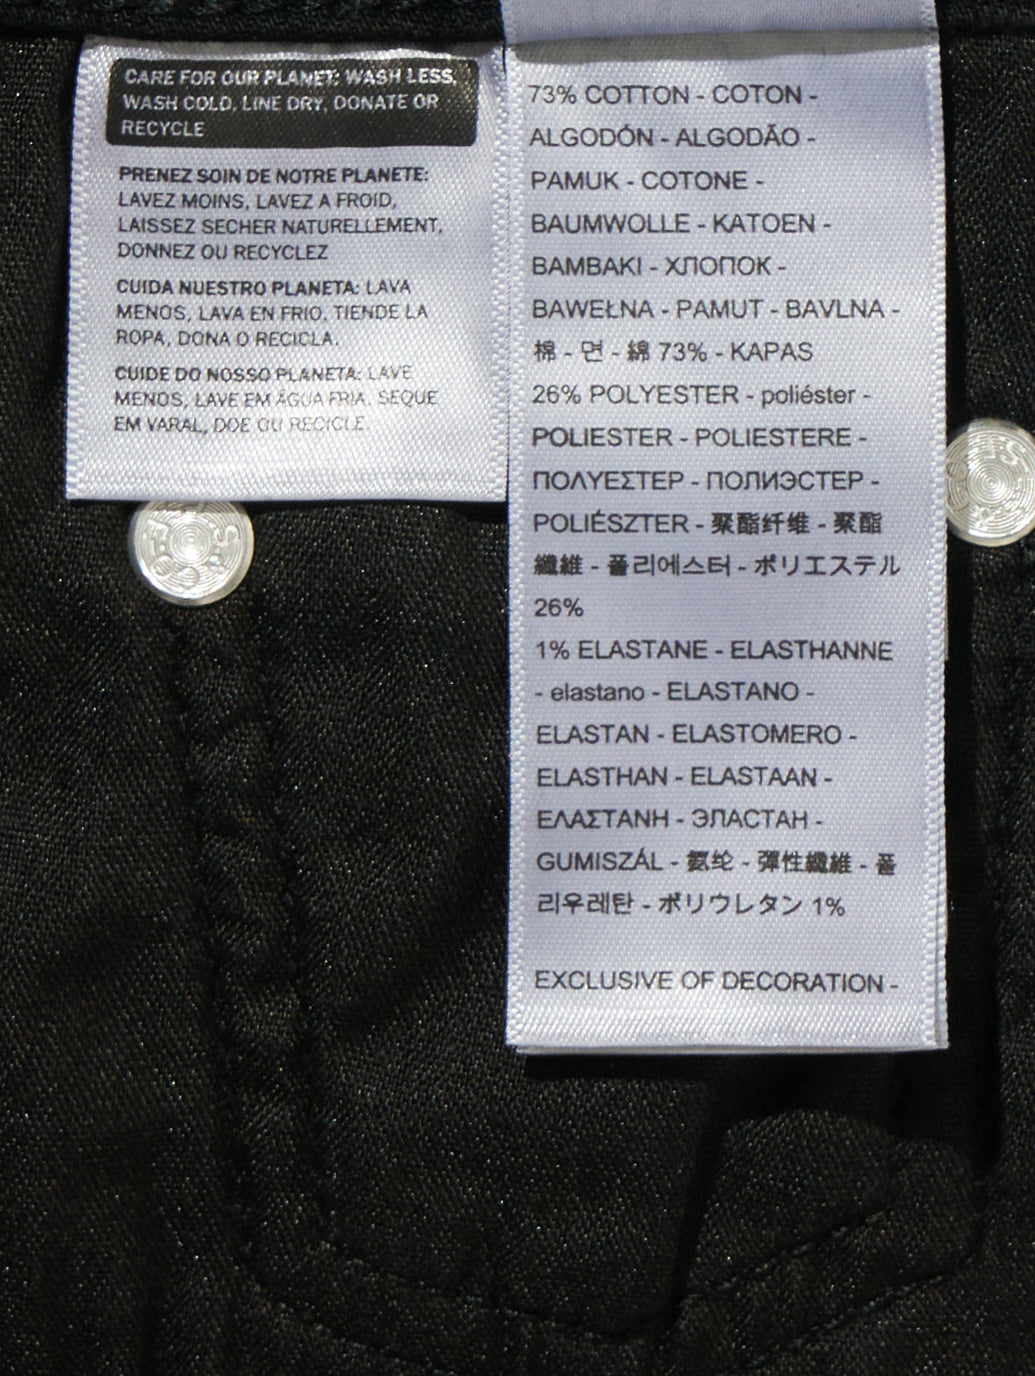 CARE FOR OUR PLANET: WASH LESS,
WASH COLD, LINE DRY, DONATE OR
RECYCLE
PRENEZ SOIN DE NOTRE PLANETE:
LAVEZ MOINS, LAVEZ A FROID,
LAISSEZ SECHER NATURELLEMENT,
DONNEZ OU RECYCLEZ
CUIDA NUESTRO PLANETA: LAVA
MENOS, LAVA EN FRIO, TIENDE LA
ROPA, DONA O RECICLA.
CUIDE DO NOSSO PLANETA: LAVE
MENOS, LAVE EM ÁGUA FRIA, SEQUE
EM VARAL, DOE OU RECICLE.
73% COTTON - COTON -
ALGODÓN - ALGODÃO -
PAMUK - COTONE -
BAUMWOLLE - KATOEN -
BAMBAKI - ХЛОПОК -
BAWEŁNA - PAMUT - BAVLNA -
棉 - 면 - 綿 73% - KAPAS
26% POLYESTER - poliéster -
POLIESTER - POLIESTERE -
ΠΟΛΥΕΣΤΕΡ - ПОЛИЭСТЕР -
POLIÉSZTER - 聚酯纤维 - 聚酯
纖維 - 폴리에스터 - ポリエステル
26%
1% ELASTANE - ELASTHANNE
- elastano - ELASTANO -
ELASTAN - ELASTOMERO -
ELASTHAN - ELASTAAN -
ΕΛΑΣΤΑΝΗ - ЭЛАСТАН -
GUMISZÁL - 氨纶 - 彈性纖維 - 폴
리우레탄 - ポリウレタン 1%
EXCLUSIVE OF DECORATION -